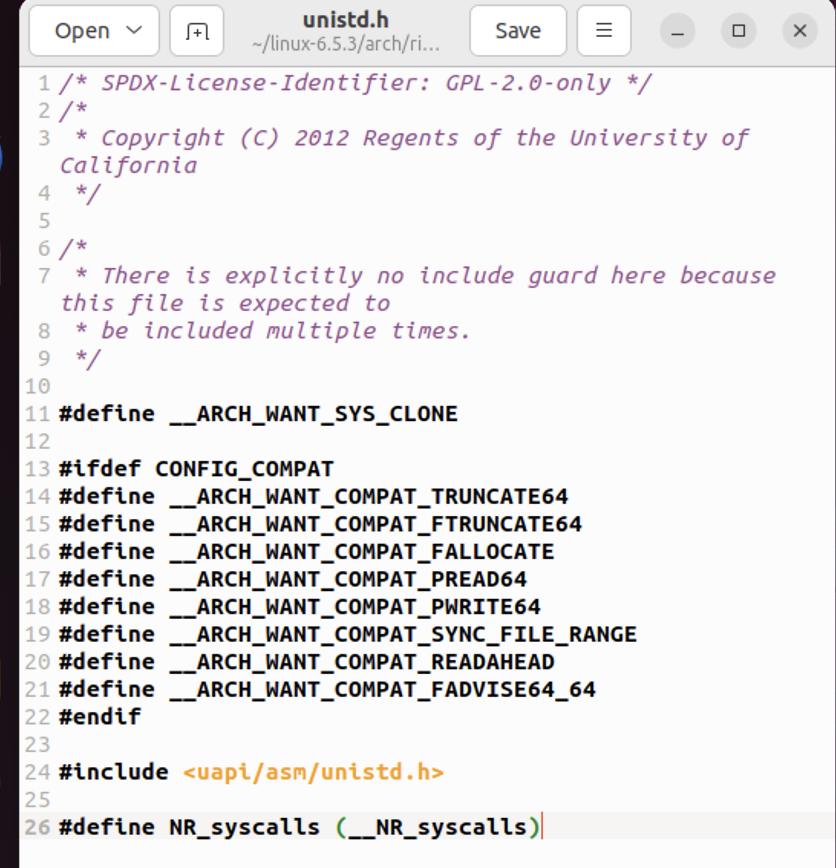 Open
unistd.h
~/linux-6.5.3/arch/ri...
Save
1 /* SPDX-License-Identifier: GPL-2.0-only */
2 /*
3  * Copyright (C) 2012 Regents of the University of
California
4  */
5
6 /*
7  * There is explicitly no include guard here because
this file is expected to
8  * be included multiple times.
9  */
10
11 #define __ARCH_WANT_SYS_CLONE
12
13 #ifdef CONFIG_COMPAT
14 #define __ARCH_WANT_COMPAT_TRUNCATE64
15 #define __ARCH_WANT_COMPAT_FTRUNCATE64
16 #define __ARCH_WANT_COMPAT_FALLOCATE
17 #define __ARCH_WANT_COMPAT_PREAD64
18 #define __ARCH_WANT_COMPAT_PWRITE64
19 #define __ARCH_WANT_COMPAT_SYNC_FILE_RANGE
20 #define __ARCH_WANT_COMPAT_READAHEAD
21 #define __ARCH_WANT_COMPAT_FADVISE64_64
22 #endif
23
24 #include <uapi/asm/unistd.h>
25
26 #define NR_syscalls (__NR_syscalls)